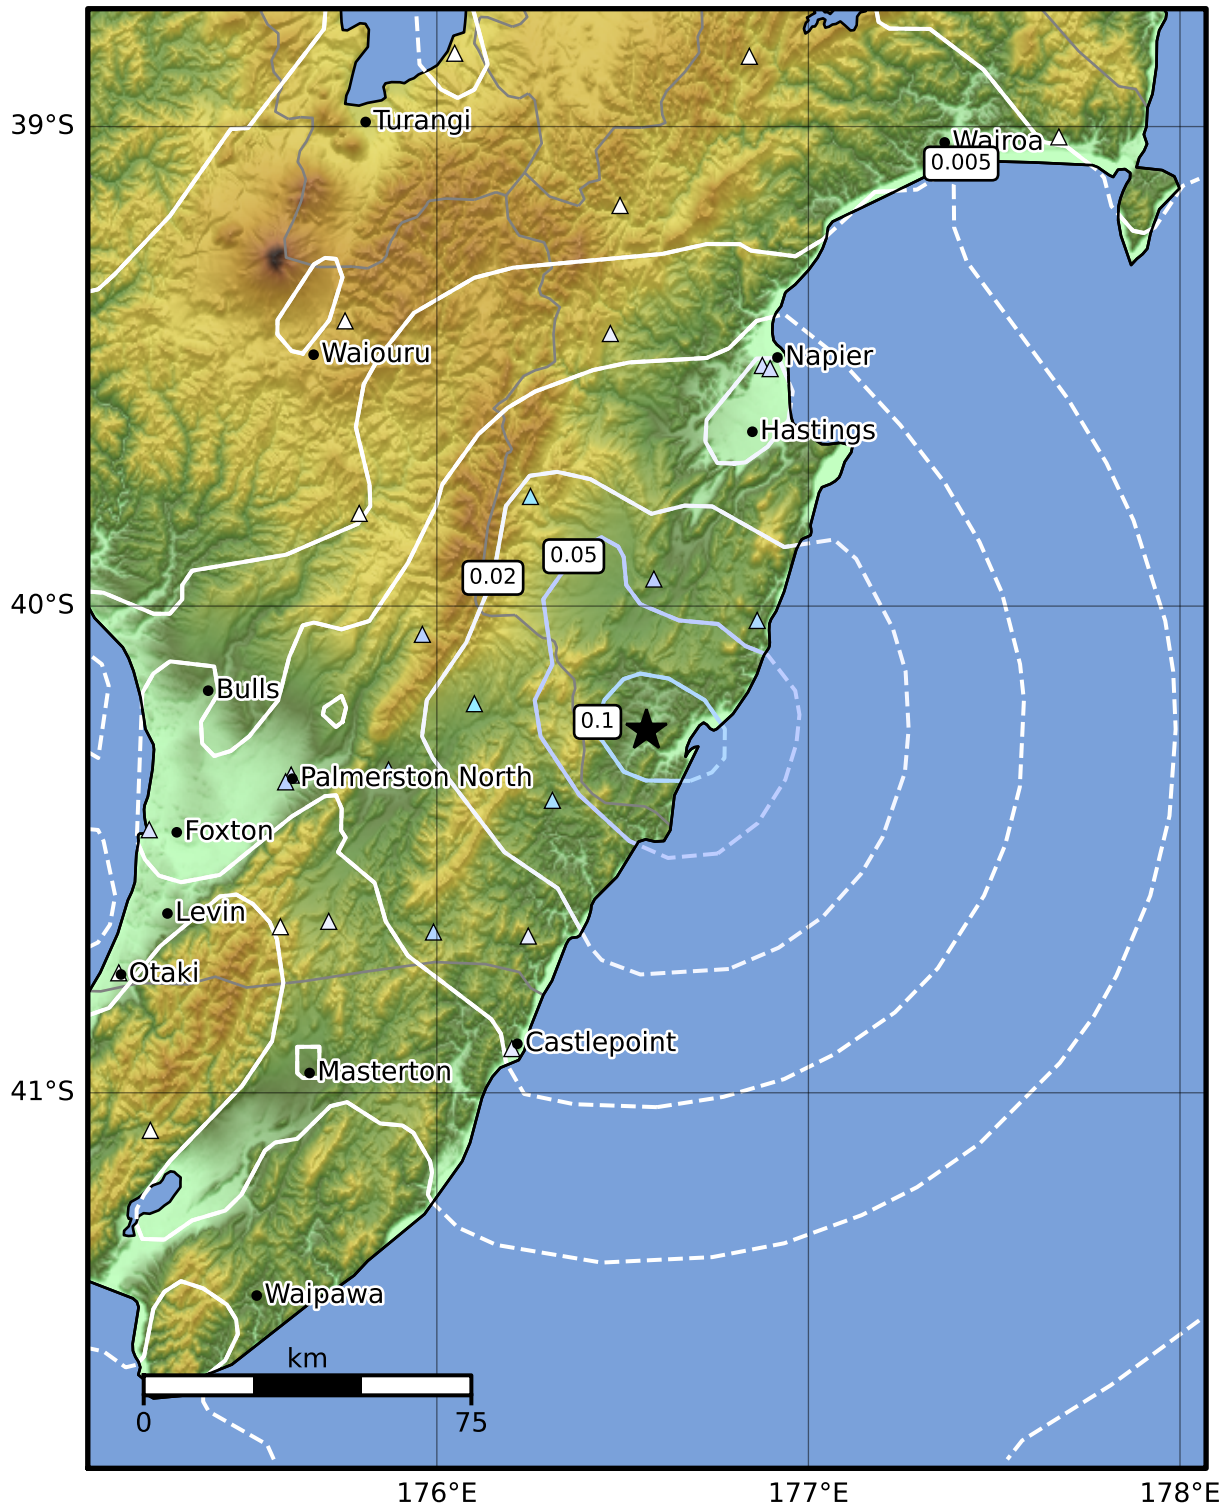 Turangi
39°S
Wairoa
0.005
Waiouru
Napier
Hastings
0.05
0.02
40°S
Bulls
0.1
Palmerston North
Foxton
Levin
Otaki
Castlepoint
Masterton
41°S
Waipawa
km
0 75
176°E 177°E 178°E